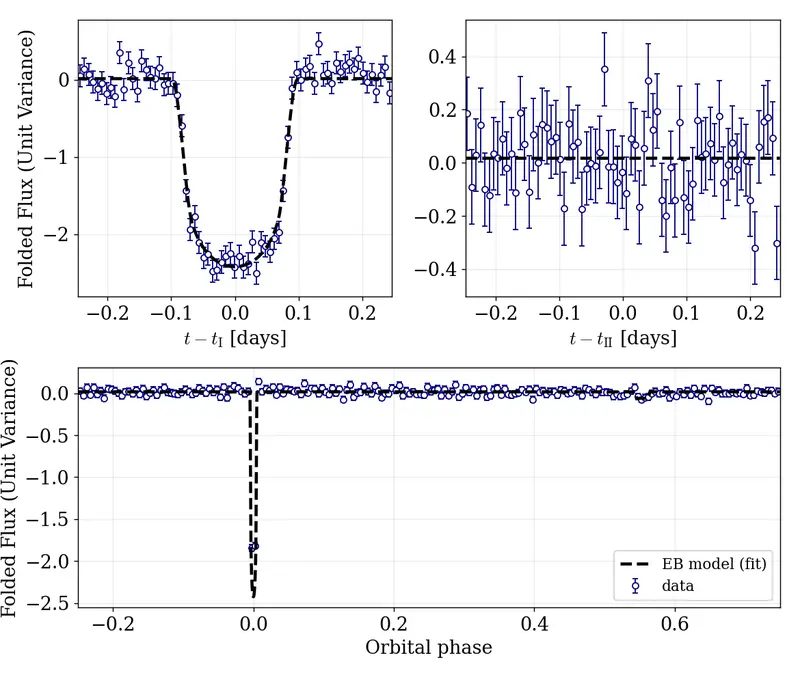 Folded Flux (Unit Variance)
0
−1
−2
−0.2 −0.1 0.0 0.1 0.2
t − tI [days]
0.4
0.2
0.0
−0.2
−0.4
−0.2 −0.1 0.0 0.1 0.2
t − tII [days]
Folded Flux (Unit Variance)
0.0
−0.5
−1.0
−1.5
−2.0
−2.5
EB model (fit)
data
−0.2 0.0 0.2 0.4 0.6
Orbital phase